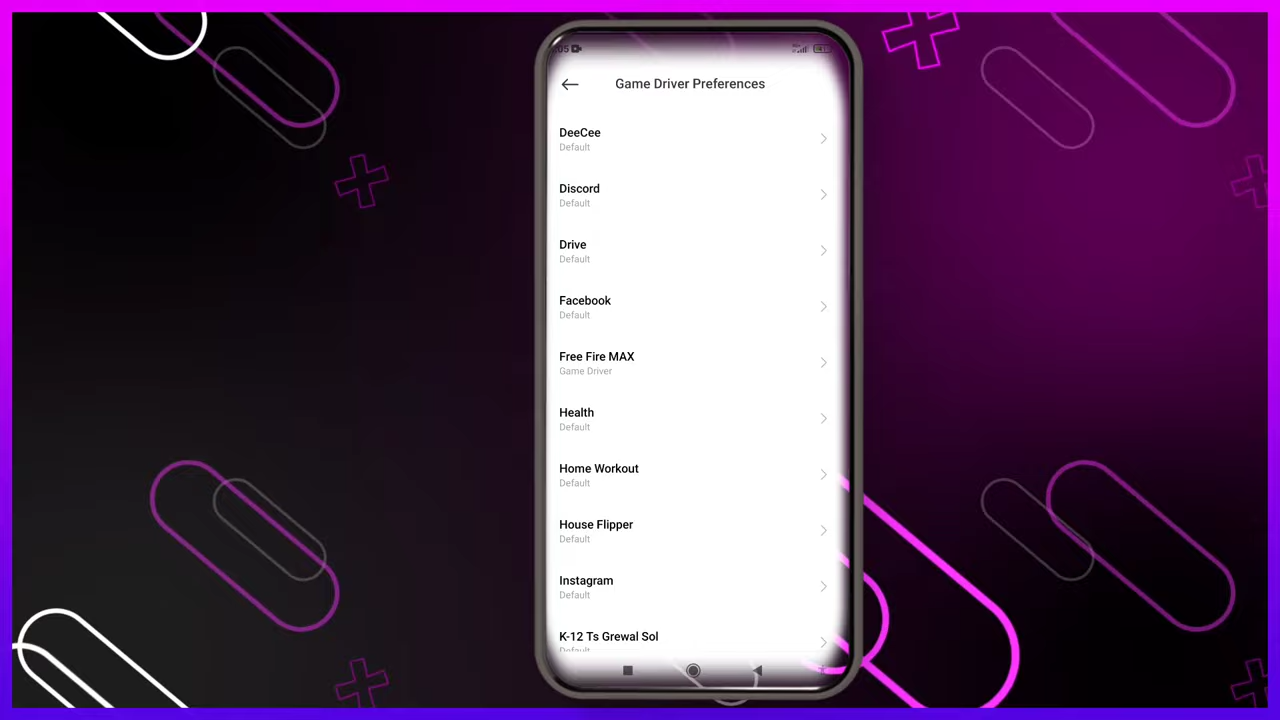 Game Driver Preferences
DeeCee
Default
Discord
Default
Drive
Default
Facebook
Default
Free Fire MAX
Game Driver
Health
Default
Home Workout
Default
House Flipper
Default
Instagram
Default
K-12 Ts Grewal Sol
Default